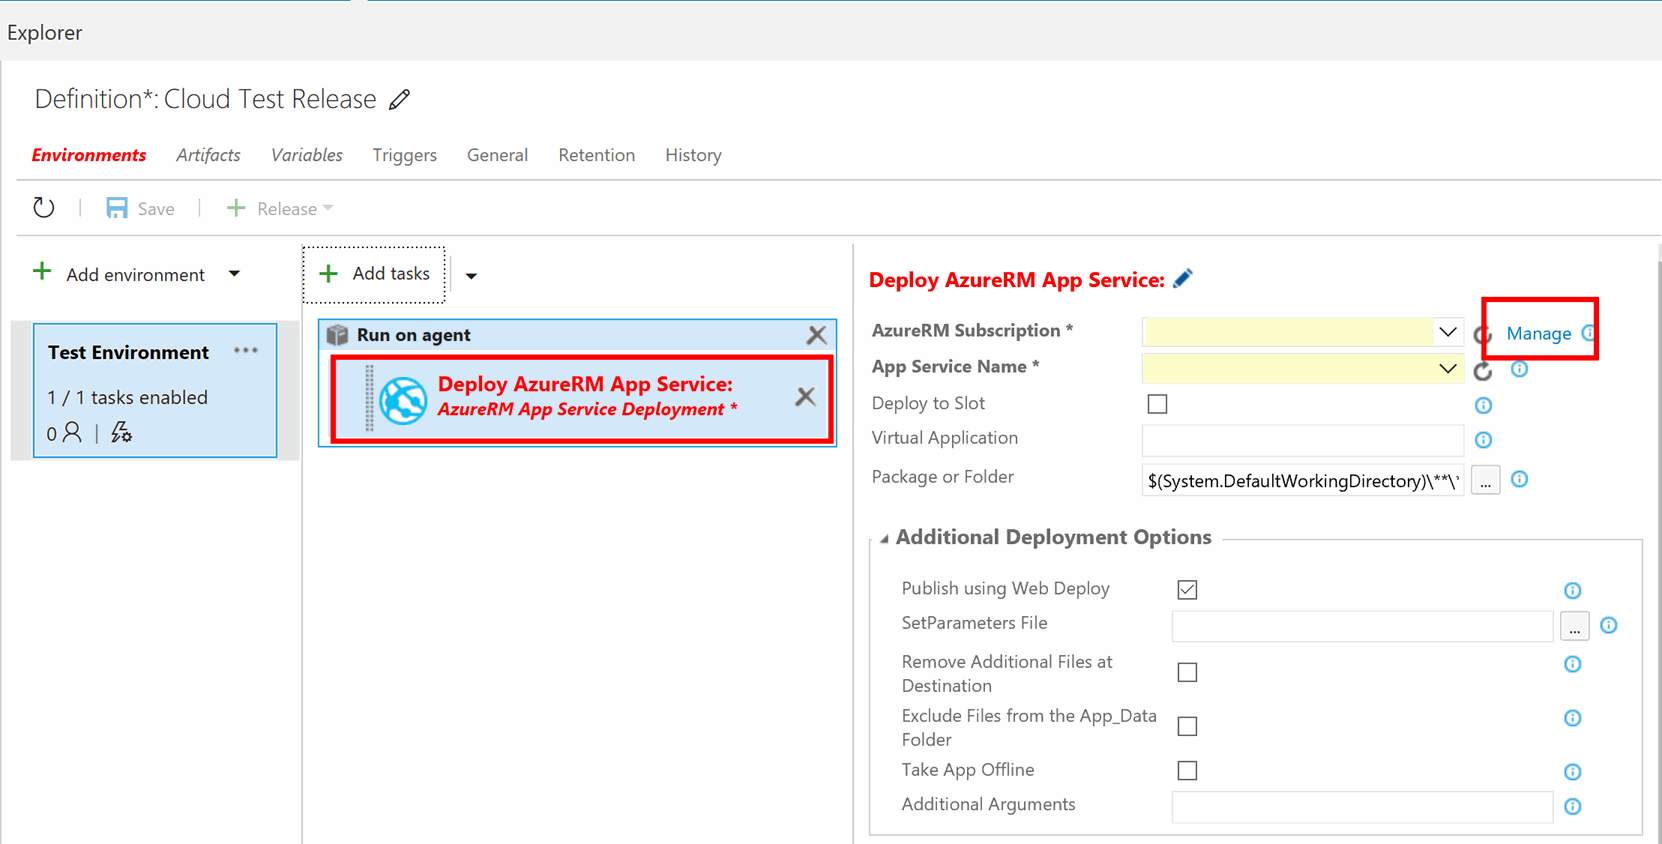 Explorer
Definition*: Cloud Test Release
Environments Artifacts Variables Triggers General Retention History
Save Release
Add environment
Add tasks
Test Environment ...
1 / 1 tasks enabled
0
Run on agent
Deploy AzureRM App Service:
AzureRM App Service Deployment *
Deploy AzureRM App Service:
AzureRM Subscription * Manage
App Service Name *
Deploy to Slot
Virtual Application
Package or Folder $(System.DefaultWorkingDirectory)\**\* ...
Additional Deployment Options
Publish using Web Deploy
SetParameters File ...
Remove Additional Files at
Destination
Exclude Files from the App_Data
Folder
Take App Offline
Additional Arguments